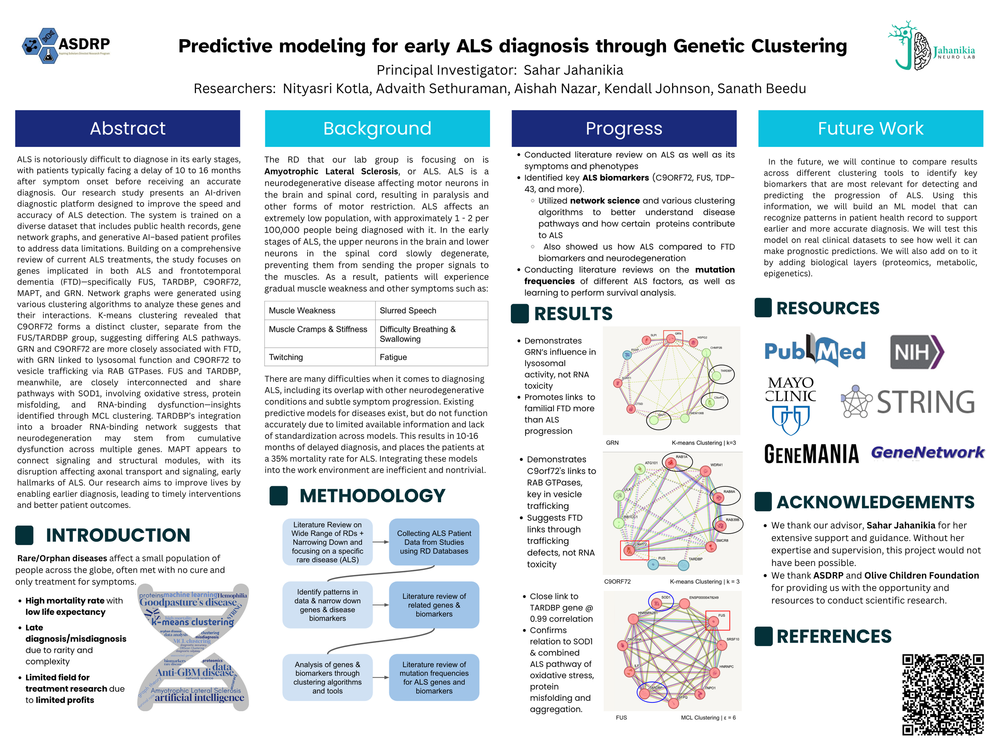 ASDRP
Predictive modeling for early ALS diagnosis through Genetic Clustering
Principal Investigator: Sahar Jahanikia
Researchers: Nityasri Kotla, Advaith Sethuraman, Aishah Nazar, Kendall Johnson, Sanath Beedu
Jahanikia
NEURO LAB
Abstract
ALS is notoriously difficult to diagnose in its early stages,
with patients typically facing a delay of 10 to 16 months
after symptom onset before receiving an accurate
diagnosis. Our research study presents an AI-driven
diagnostic platform designed to improve the speed and
accuracy of ALS detection. The system is trained on a
diverse dataset that includes public health records, gene
network graphs, and generative AI–based patient profiles
to address data limitations. Building on a comprehensive
review of current ALS treatments, the study focuses on
genes implicated in both ALS and frontotemporal
dementia (FTD)—specifically FUS, TARDBP, C9ORF72,
MAPT, and GRN. Network graphs were generated using
various clustering algorithms to analyze these genes and
their interactions. K-means clustering revealed that
C9ORF72 forms a distinct cluster, separate from the
FUS/TARDBP group, suggesting differing ALS pathways.
GRN and C9ORF72 are more closely associated with FTD,
with GRN linked to lysosomal function and C9ORF72 to
vesicle trafficking via RAB GTPases. FUS and TARDBP,
meanwhile, are closely interconnected and share
pathways with SOD1, involving oxidative stress, protein
misfolding, and RNA-binding dysfunction—insights
identified through MCL clustering. TARDBP's integration
into a broader RNA-binding network suggests that
neurodegeneration may stem from cumulative
dysfunction across multiple genes. MAPT appears to
connect signaling and structural modules, with its
disruption affecting axonal transport and signaling, early
hallmarks of ALS. Our research aims to improve lives by
enabling earlier diagnosis, leading to timely interventions
and better patient outcomes.
INTRODUCTION
Rare/Orphan diseases affect a small population of
people across the globe, often met with no cure and
only treatment for symptoms.
• High mortality rate with
low life expectancy
• Late
diagnosis/misdiagnosis
due to rarity and
complexity
• Limited field for
treatment research due
to limited profits
proteins machine learning Hemophilia
Goodpasture's disease,
K-means clustering
data
Anti-GBM disease,
Amyotrophic Lateral Sclerosis
artificial intelligence
Background
The RD that our lab group is focusing on is
Amyotrophic Lateral Sclerosis, or ALS. ALS is a
neurodegenerative disease affecting motor neurons in
the brain and spinal cord, resulting in paralysis and
other forms of motor restriction. ALS affects an
extremely low population, with approximately 1 - 2 per
100,000 people being diagnosed with it. In the early
stages of ALS, the upper neurons in the brain and lower
neurons in the spinal cord slowly degenerate,
preventing them from sending the proper signals to
the muscles. As a result, patients will experience
gradual muscle weakness and other symptoms such as:
Muscle Weakness
Slurred Speech
Muscle Cramps & Stiffness
Difficulty Breathing &
Swallowing
Twitching
Fatigue
There are many difficulties when it comes to diagnosing
ALS, including its overlap with other neurodegenerative
conditions and subtle symptom progression. Existing
predictive models for diseases exist, but do not function
accurately due to limited available information and lack
of standardization across models. This results in 10-16
months of delayed diagnosis, and places the patients at
a 35% mortality rate for ALS. Integrating these models
into the work environment are inefficient and nontrivial.
METHODOLOGY
Literature Review on
Wide Range of RDs +
Narrowing Down and
focusing on a specific
rare disease (ALS)
Collecting ALS Patient
Data from Studies
using RD Databases
Identify patterns in
data & narrow down
genes & disease
biomarkers
Literature review of
related genes &
biomarkers
Analysis of genes &
biomarkers through
clustering algorithms
and tools
Literature review of
mutation frequencies
for ALS genes and
biomarkers
Progress
• Conducted literature review on ALS as well as its
symptoms and phenotypes
• Identified key ALS biomarkers (C9ORF72, FUS, TDP-
43, and more).
○ Utilized network science and various clustering
algorithms to better understand disease
pathways and how certain proteins contribute
to ALS
○ Also showed us how ALS compared to FTD
biomarkers and neurodegeneration
• Conducting literature reviews on the mutation
frequencies of different ALS factors, as well as
learning to perform survival analysis.
RESULTS
• Demonstrates
GRN's influence in
lysosomal
activity, not RNA
toxicity
• Promotes links to
familial FTD more
than ALS
progression
GRN
K-means Clustering | k=3
• Demonstrates
C9orf72's links to
RAB GTPases,
key in vesicle
trafficking
• Suggests FTD
links through
trafficking
defects, not RNA
toxicity
C9ORF72
K-means Clustering | k = 3
• Close link to
TARDBP gene @
0.99 correlation
• Confirms
relation to SOD1
& combined
ALS pathway of
oxidative stress,
protein
misfolding and
aggregation.
FUS
MCL Clustering | ε = 6
Future Work
In the future, we will continue to compare results
across different clustering tools to identify key
biomarkers that are most relevant for detecting and
predicting the progression of ALS. Using this
information, we will build an ML model that can
recognize patterns in patient health record to support
earlier and more accurate diagnosis. We will test this
model on real clinical datasets to see how well it can
make prognostic predictions. We will also add on to it
by adding biological layers (proteomics, metabolic,
epigenetics).
RESOURCES
PubMed
NIH
MAYO
CLINIC
STRING
GENEMANIA
GeneNetwork
ACKNOWLEDGEMENTS
• We thank our advisor, Sahar Jahanikia for her
extensive support and guidance. Without her
expertise and supervision, this project would not
have been possible.
• We thank ASDRP and Olive Children Foundation
for providing us with the opportunity and
resources to conduct scientific research.
REFERENCES